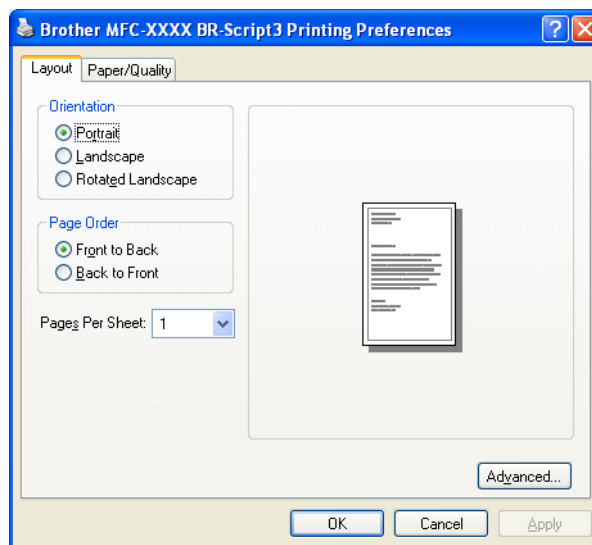 Brother MFC-XXXX BR-Script3 Printing Preferences
Layout Paper/Quality
Orientation
Portrait
Landscape
Rotated Landscape
Page Order
Front to Back
Back to Front
Pages Per Sheet: 1
Advanced...
OK Cancel Apply